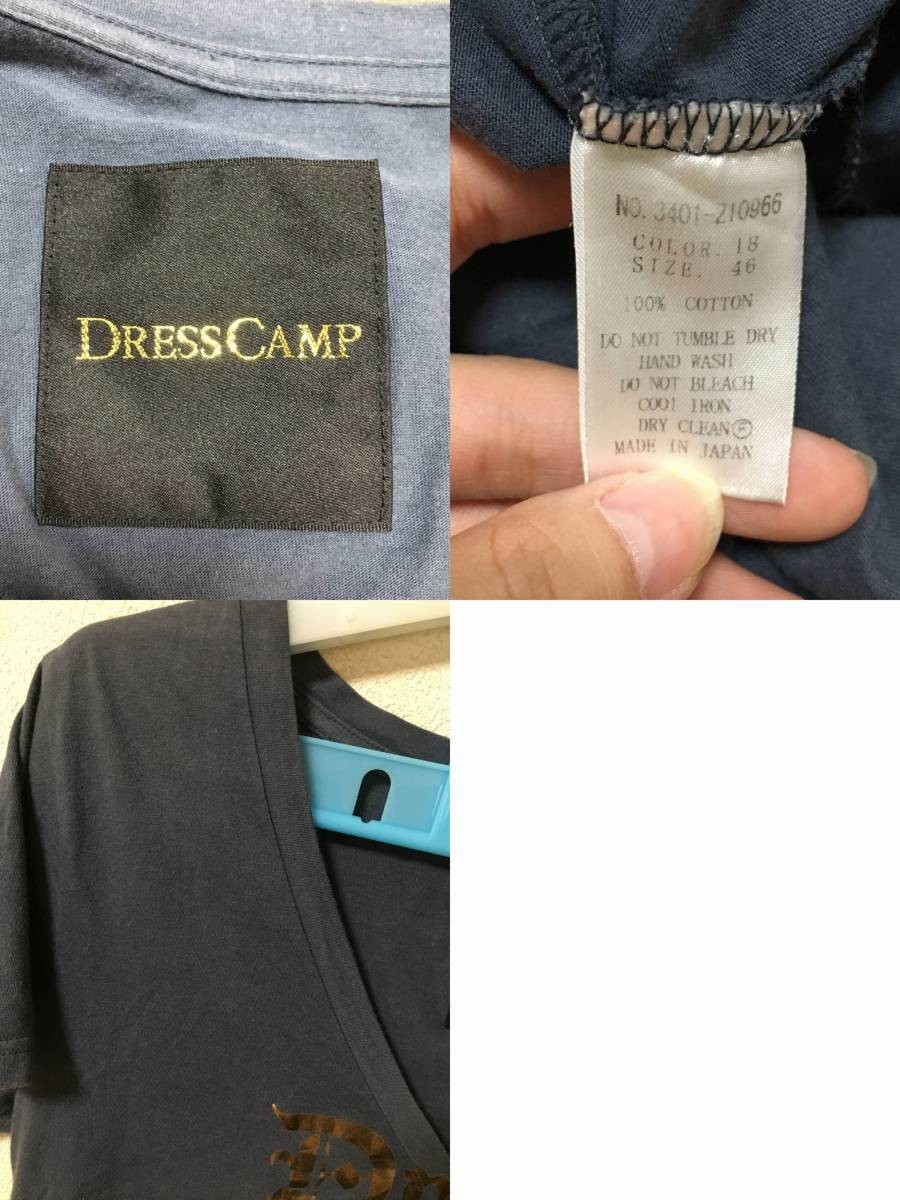 DRESSCAMP
NO. 3401-210966
COLOR. 18
SIZE. 46
100% COTTON
DO NOT TUMBLE DRY
HAND WASH
DO NOT BLEACH
COOl IRON
DRY CLEAN Ⓕ
MADE IN JAPAN